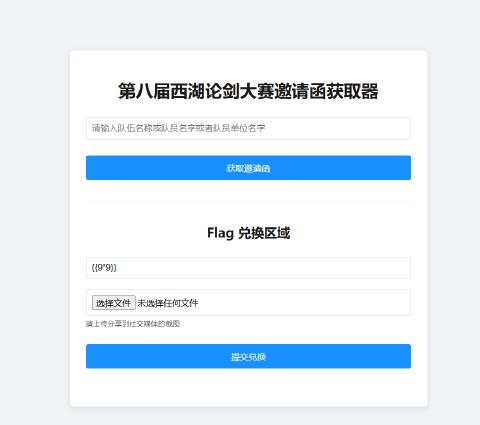 第八届西湖论剑大赛邀请函获取器
请输入队伍名称或队员名字或者队员单位名字
获取邀请函
Flag 兑换区域
{{9*9}}
选择文件 未选择任何文件
请上传分享到社交媒体的截图
提交兑换